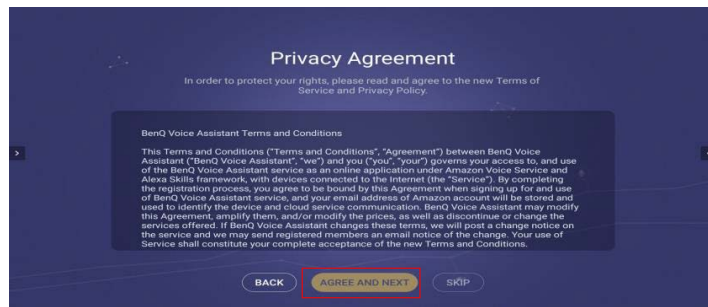 Privacy Agreement
In order to protect your rights, please read and agree to the new Terms of
Service and Privacy Policy.
BenQ Voice Assistant Terms and Conditions
This Terms and Conditions ("Terms and Conditions", "Agreement") between BenQ Voice
Assistant ("BenQ Voice Assistant", "we") and you ("you", "your") governs your access to, and use
of the BenQ Voice Assistant service as an online application under Amazon Voice Service and
Alexa Skills framework, with devices connected to the Internet (the "Service"). By completing
the registration process, you agree to be bound by this Agreement when signing up for and use
of BenQ Voice Assistant service, and your email address of Amazon account will be stored and
used to identify the device and cloud service communication. BenQ Voice Assistant may modify
this Agreement, amplify them, and/or modify the prices, as well as discontinue or change the
services offered. If BenQ Voice Assistant changes these terms, we will post a change notice on
the service and we may send registered members an email notice of the change. Your use of
Service shall constitute your complete acceptance of the new Terms and Conditions.
BACK AGREE AND NEXT SKIP